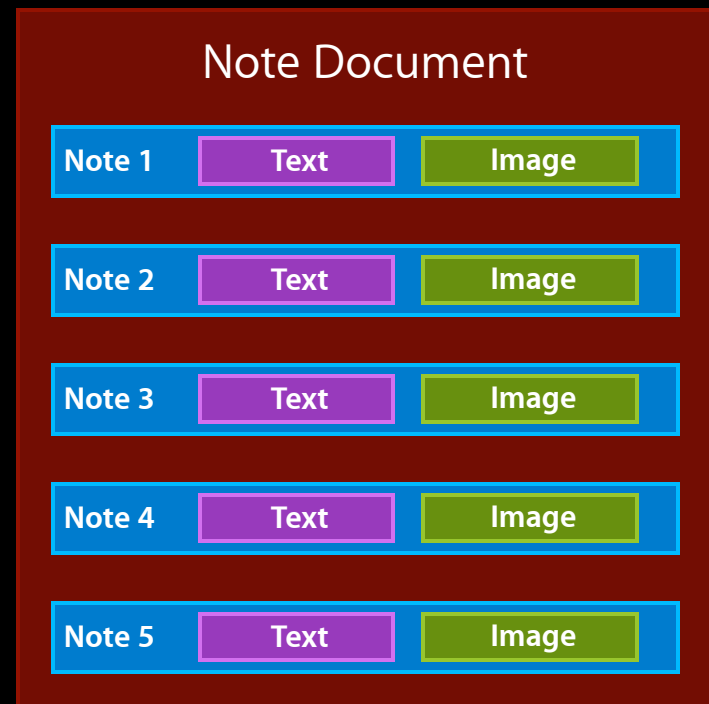 Note Document
Note 1 Text Image
Note 2 Text Image
Note 3 Text Image
Note 4 Text Image
Note 5 Text Image